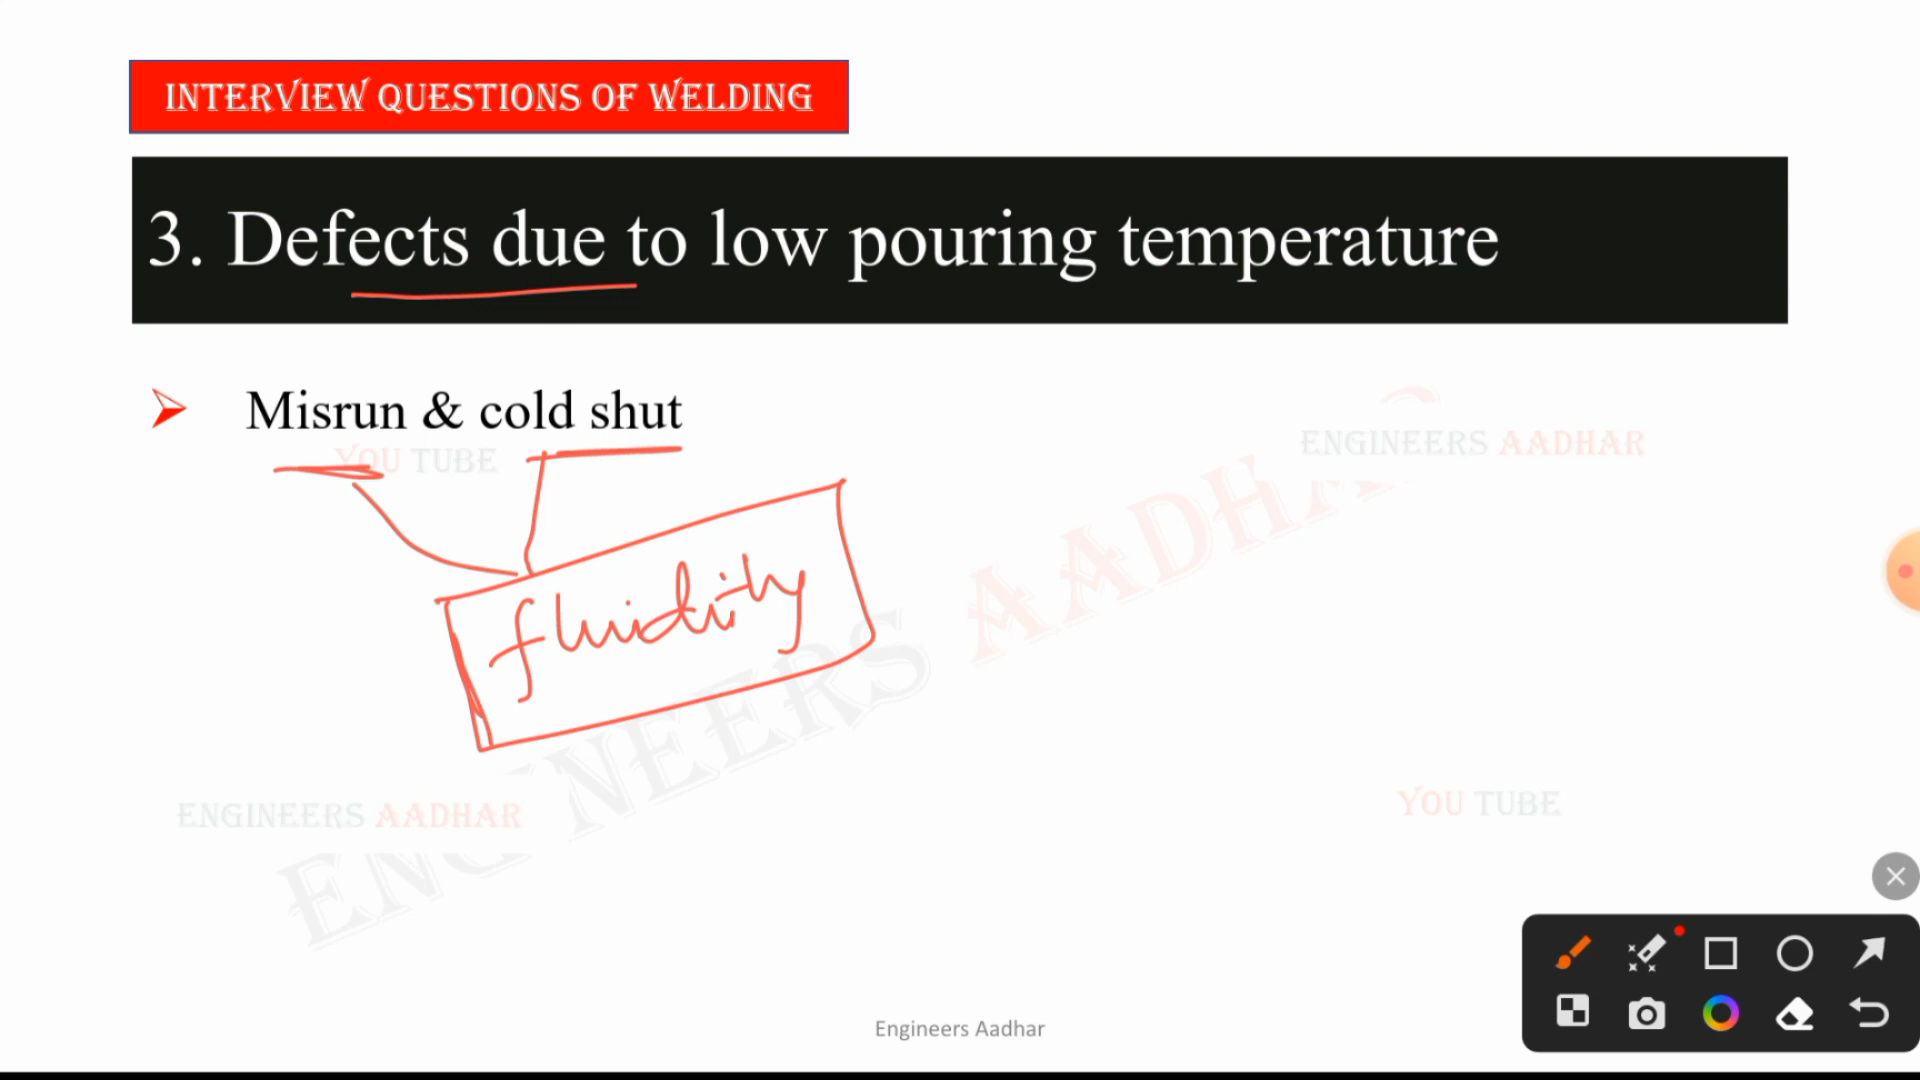 INTERVIEW QUESTIONS OF WELDING
3. Defects due to low pouring temperature
Misrun & cold shut
YOU TUBE
ENGINEERS AADHAR
fluidity
ENGINEERS AADHAR
ENGINEERS AADHAR
YOU TUBE
Engineers Aadhar